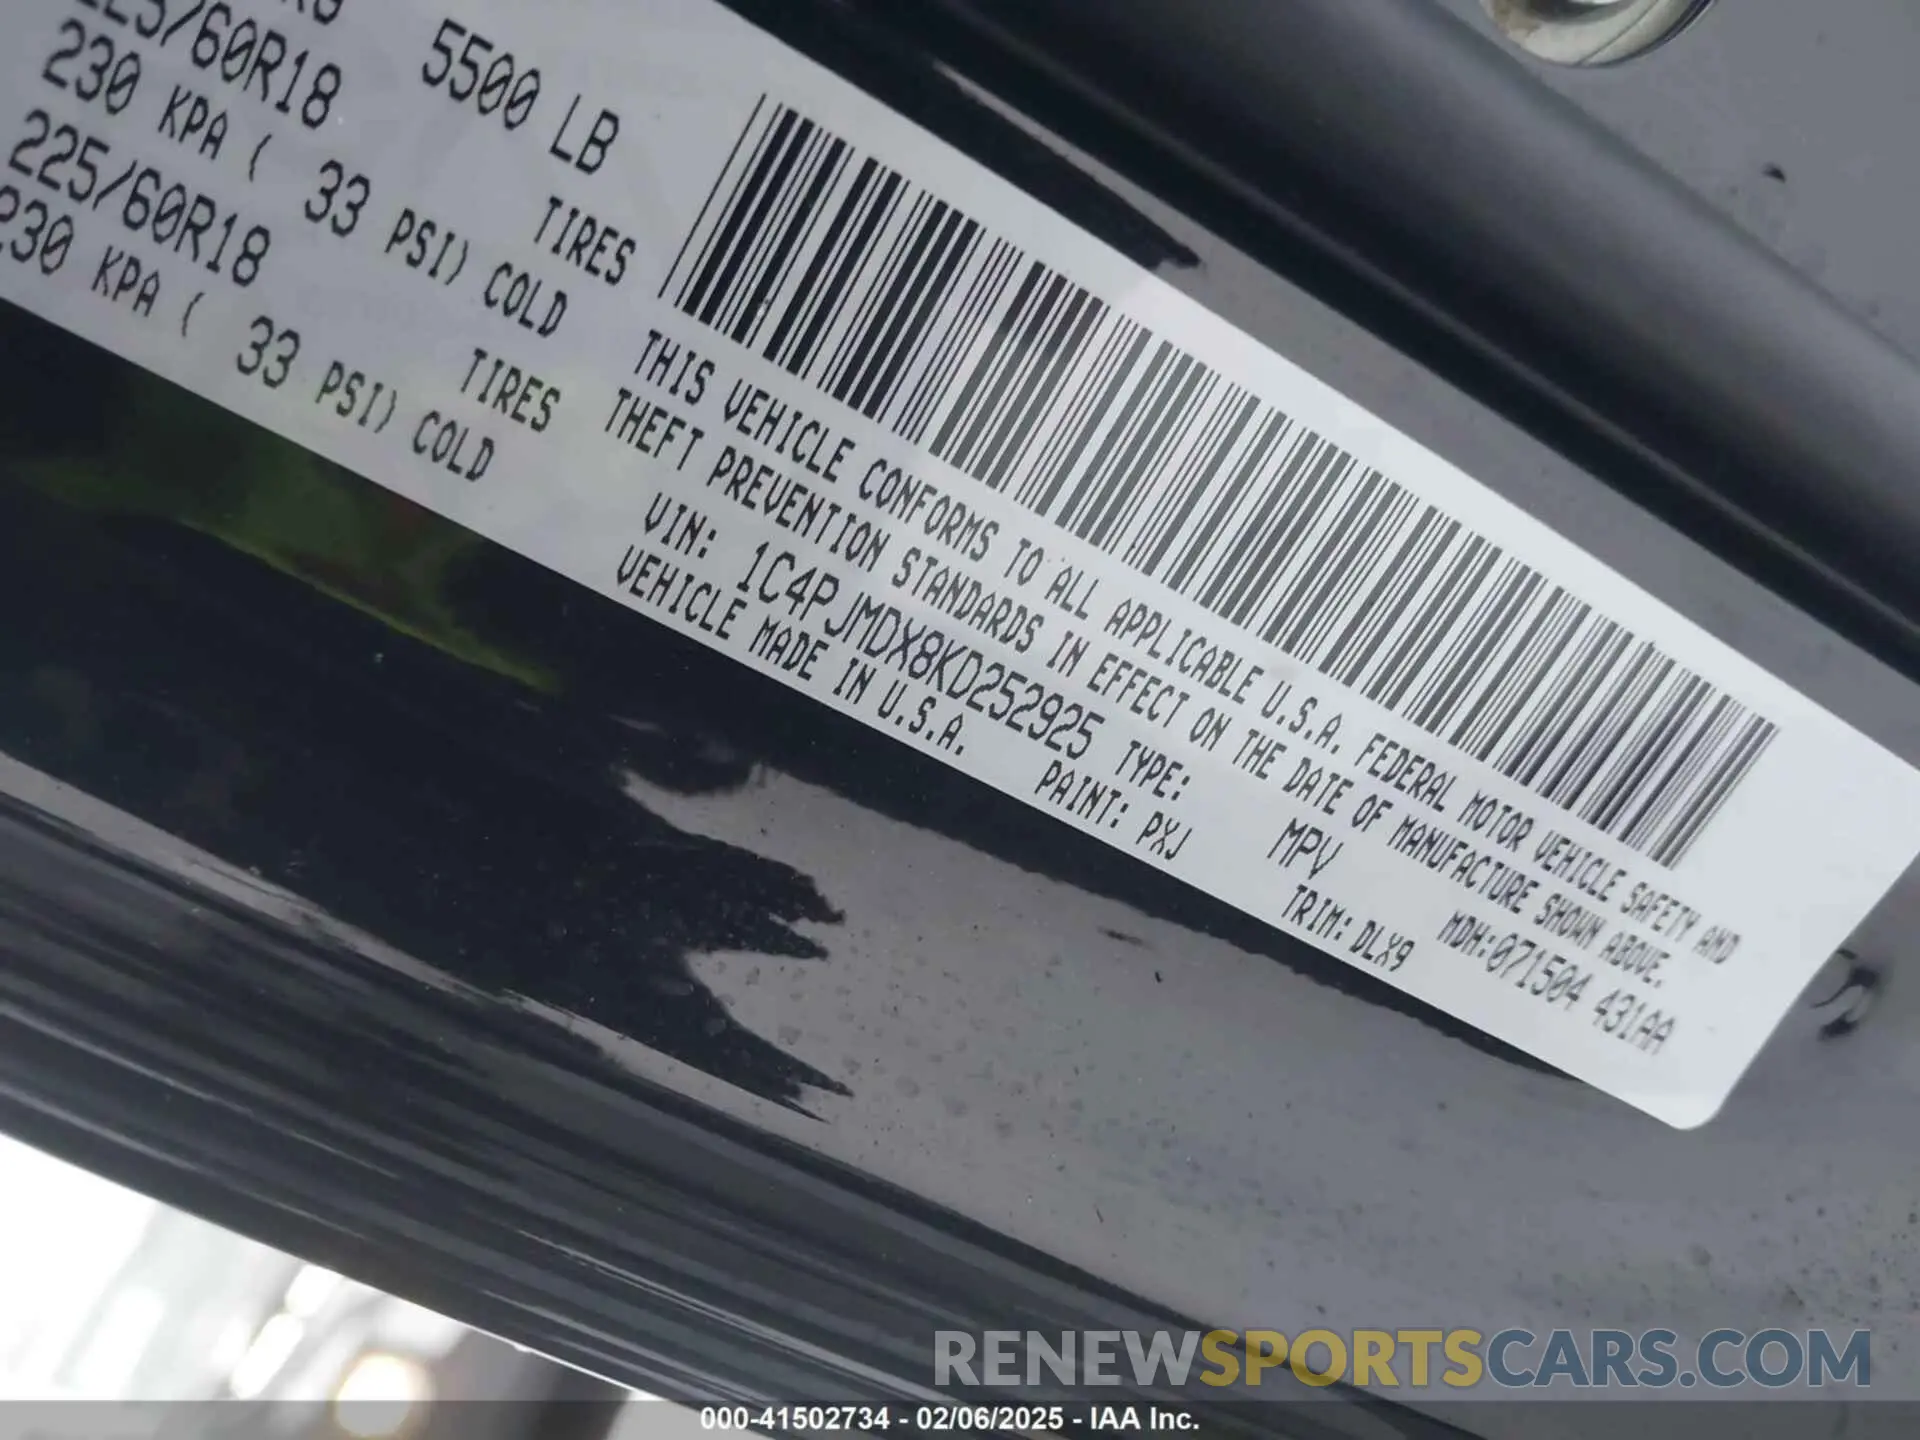 5500 LB
225/60R18 TIRES
230 KPA ( 33 PSI) COLD
225/60R18 TIRES
230 KPA ( 33 PSI) COLD
THIS VEHICLE CONFORMS TO ALL APPLICABLE U.S.A. FEDERAL MOTOR VEHICLE SAFETY AND
THEFT PREVENTION STANDARDS IN EFFECT ON THE DATE OF MANUFACTURE SHOWN ABOVE.
VIN: 1C4PJMDX8KD252925 TYPE: MPV MDH:071504 431AA
VEHICLE MADE IN U.S.A. PAINT: PXJ TRIM: DLX9
RENEWSPORTSCARS.COM
000-41502734 - 02/06/2025 - IAA Inc.